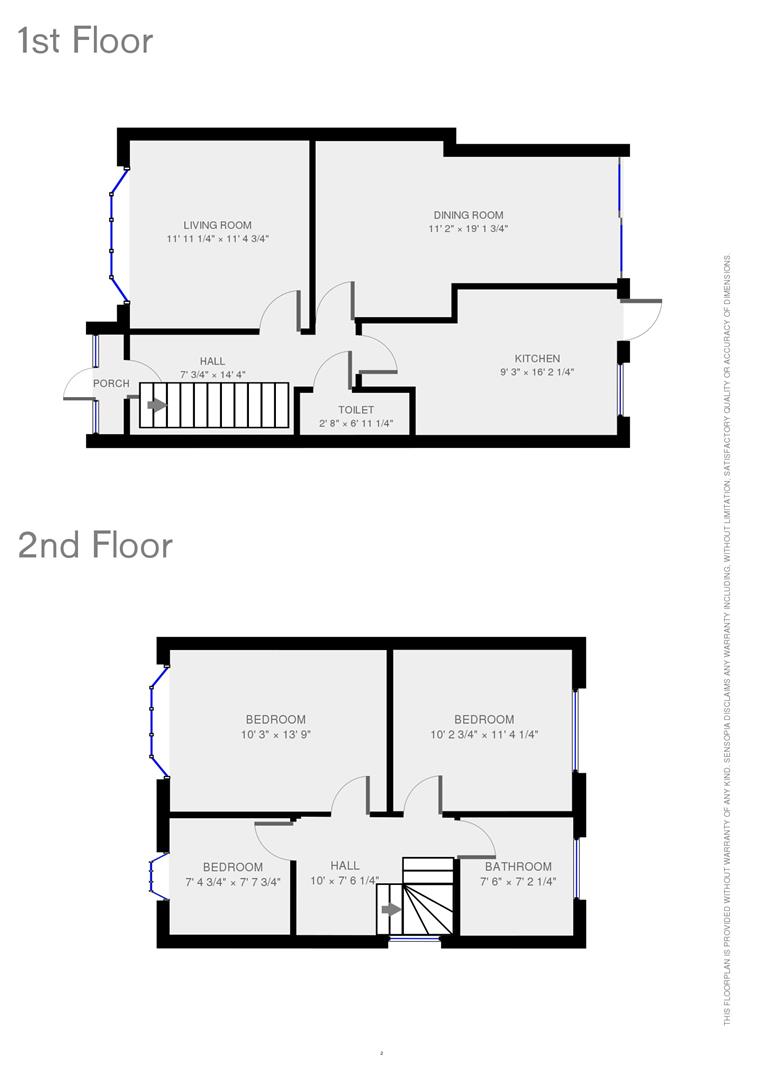 1st Floor
LIVING ROOM
11' 11 1/4" × 11' 4 3/4"
DINING ROOM
11' 2" × 19' 1 3/4"
HALL
7' 3/4" × 14' 4"
PORCH
KITCHEN
9' 3" × 16' 2 1/4"
TOILET
2' 8" × 6' 11 1/4"
2nd Floor
BEDROOM
10' 3" × 13' 9"
BEDROOM
10' 2 3/4" × 11' 4 1/4"
BEDROOM
7' 4 3/4" × 7' 7 3/4"
HALL
10' × 7' 6 1/4"
BATHROOM
7' 6" × 7' 2 1/4"
THIS FLOORPLAN IS PROVIDED WITHOUT WARRANTY OF ANY KIND. SENSOPIA DISCLAIMS ANY WARRANTY INCLUDING, WITHOUT LIMITATION, SATISFACTORY QUALITY OR ACCURACY OF DIMENSIONS.
2